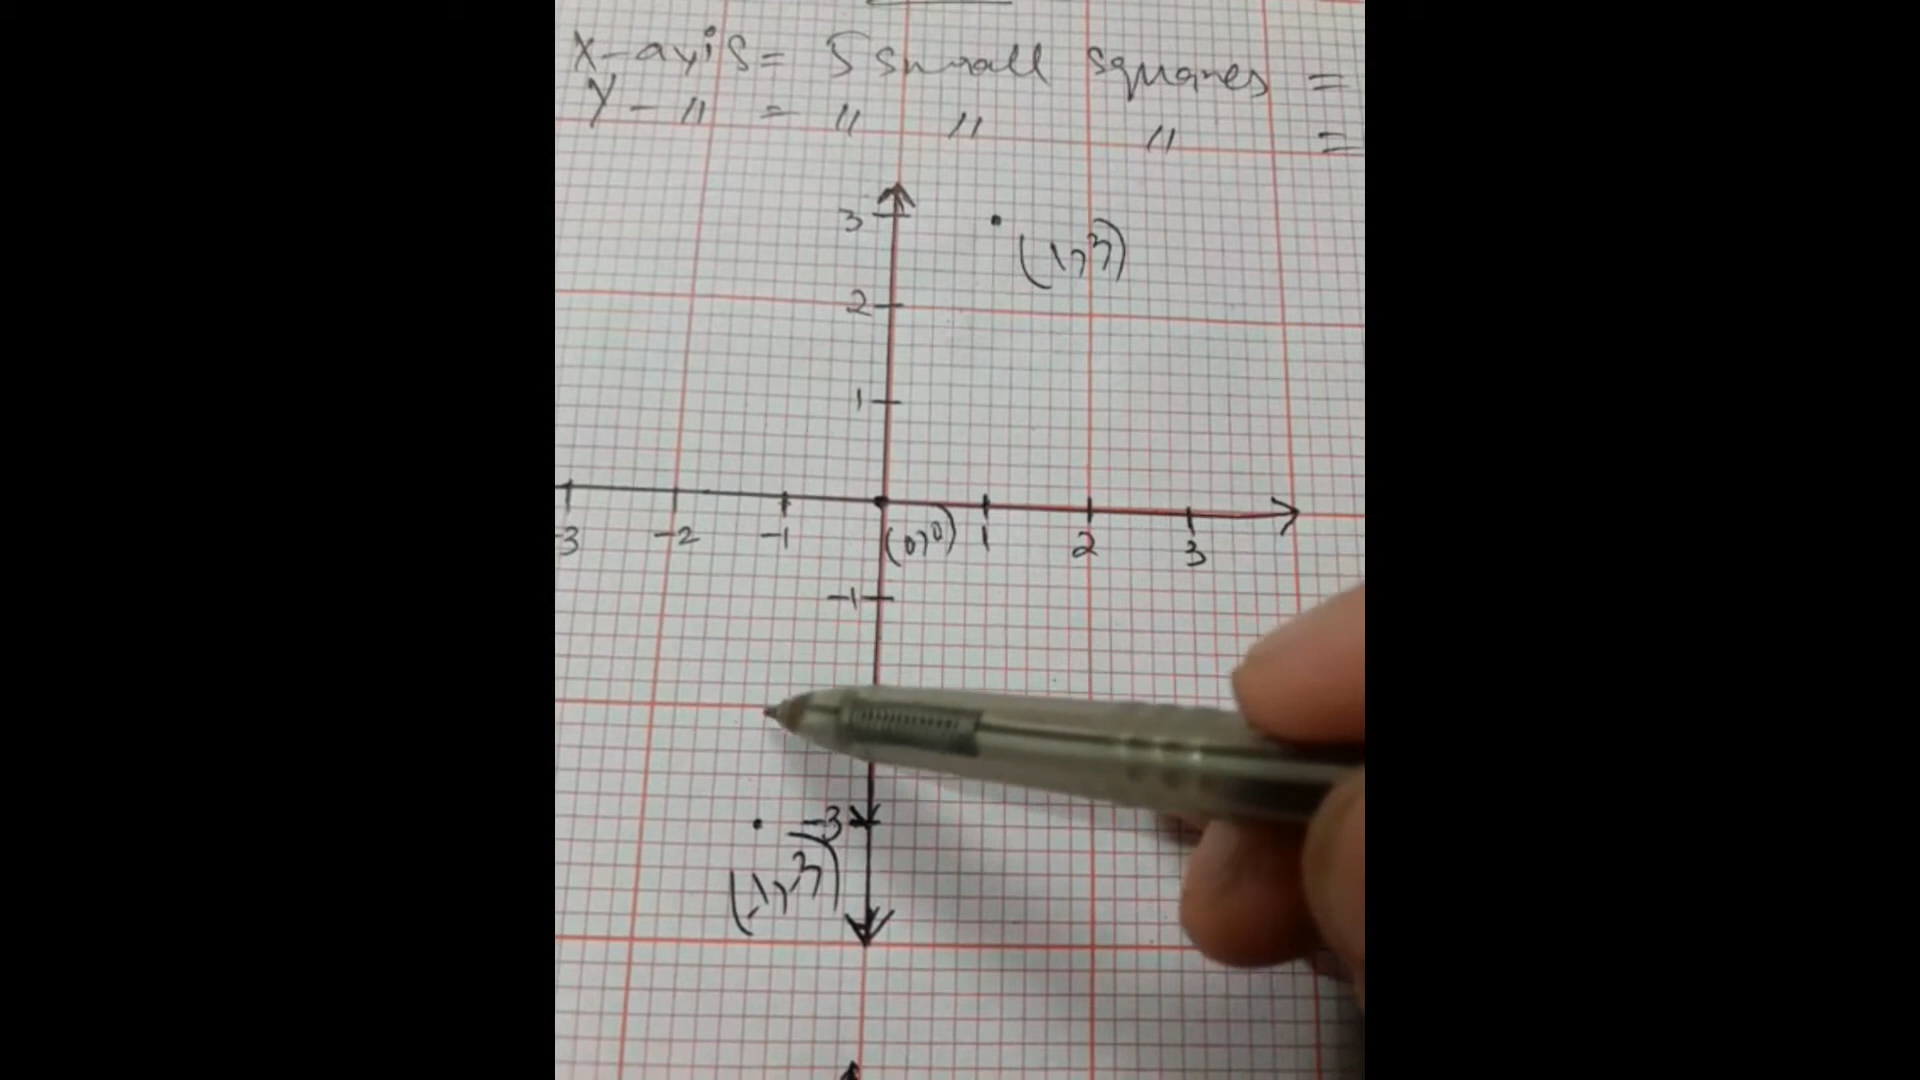 x-axis = 5 small squares =
Y - 〃 = 〃 〃 〃 =
3
(1,3)
2
1
-3 -2 -1 (0,0) 1 2 3
-1
-3
(-1,-3)